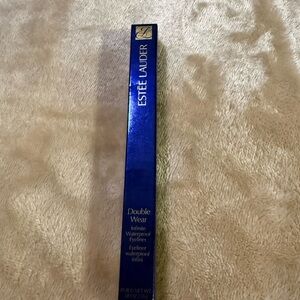 ESTĒE LAUDER
Double
Wear
Infinite
Waterproof
Eyeliner
Eyeliner
waterproof
infini